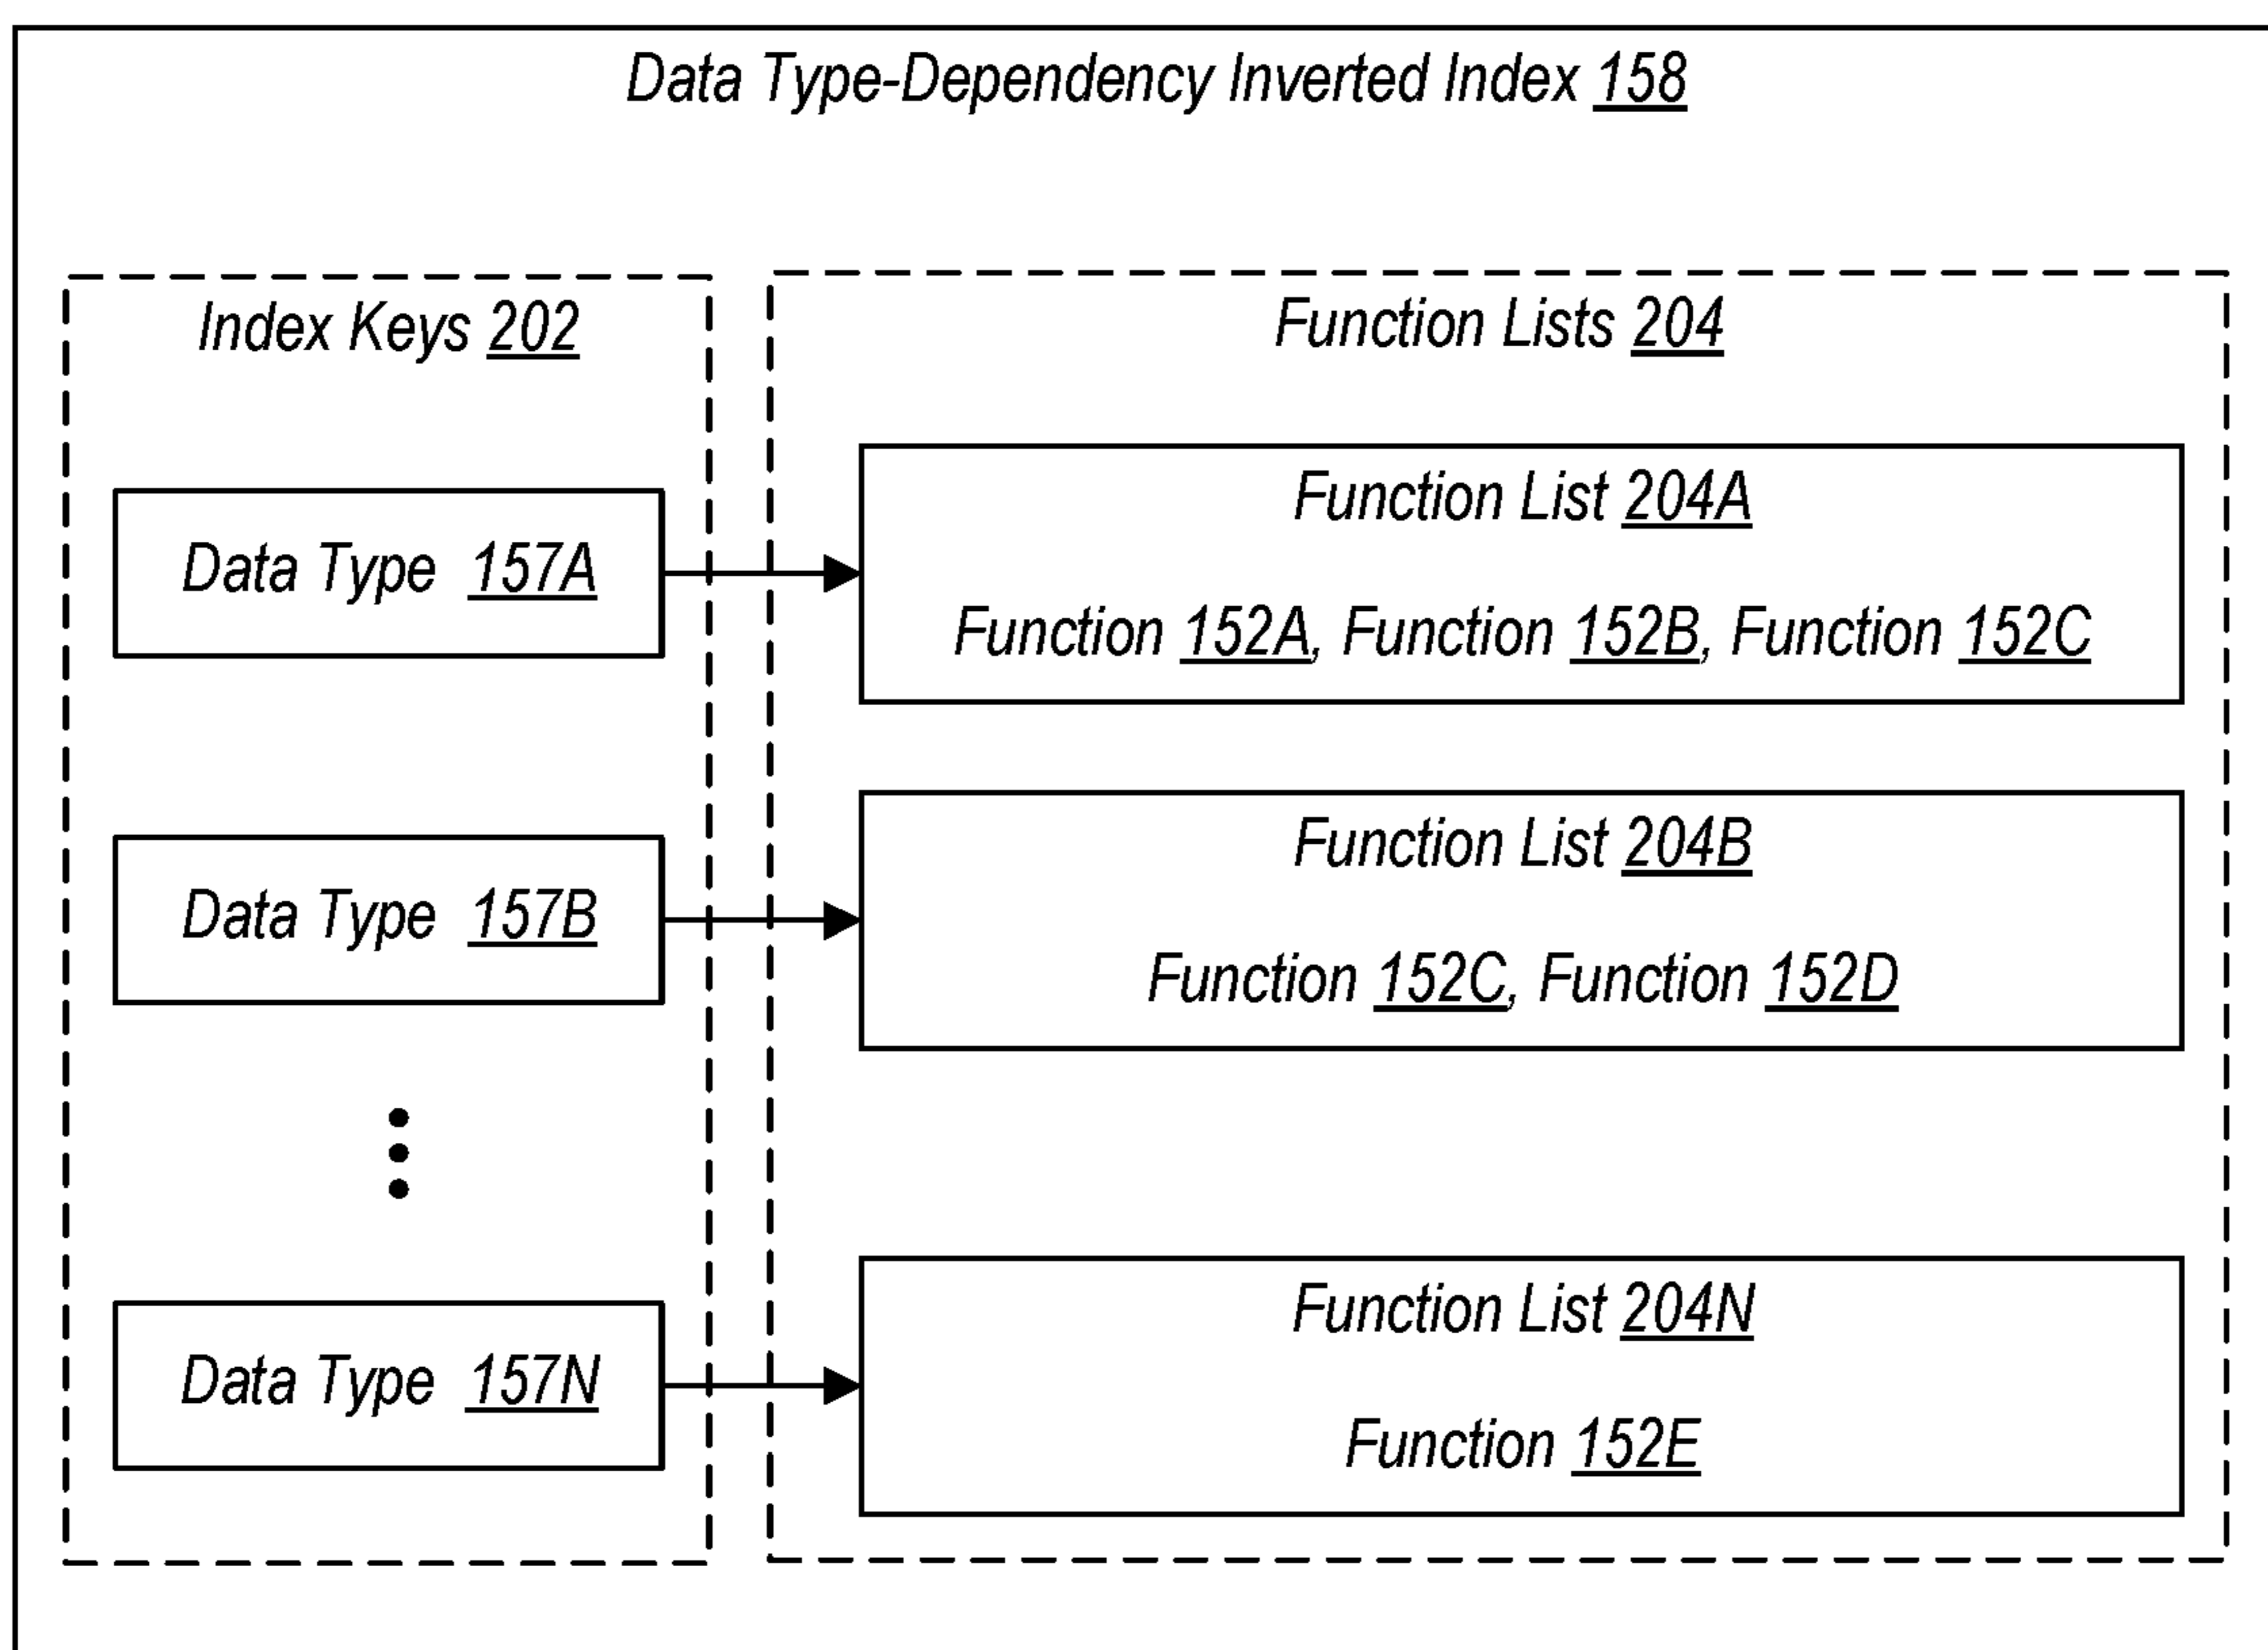 Data Type-Dependency Inverted Index 158
Index Keys 202
Function Lists 204
Data Type 157A
Function List 204A
Function 152A, Function 152B, Function 152C
Data Type 157B
Function List 204B
Function 152C, Function 152D
Data Type 157N
Function List 204N
Function 152E